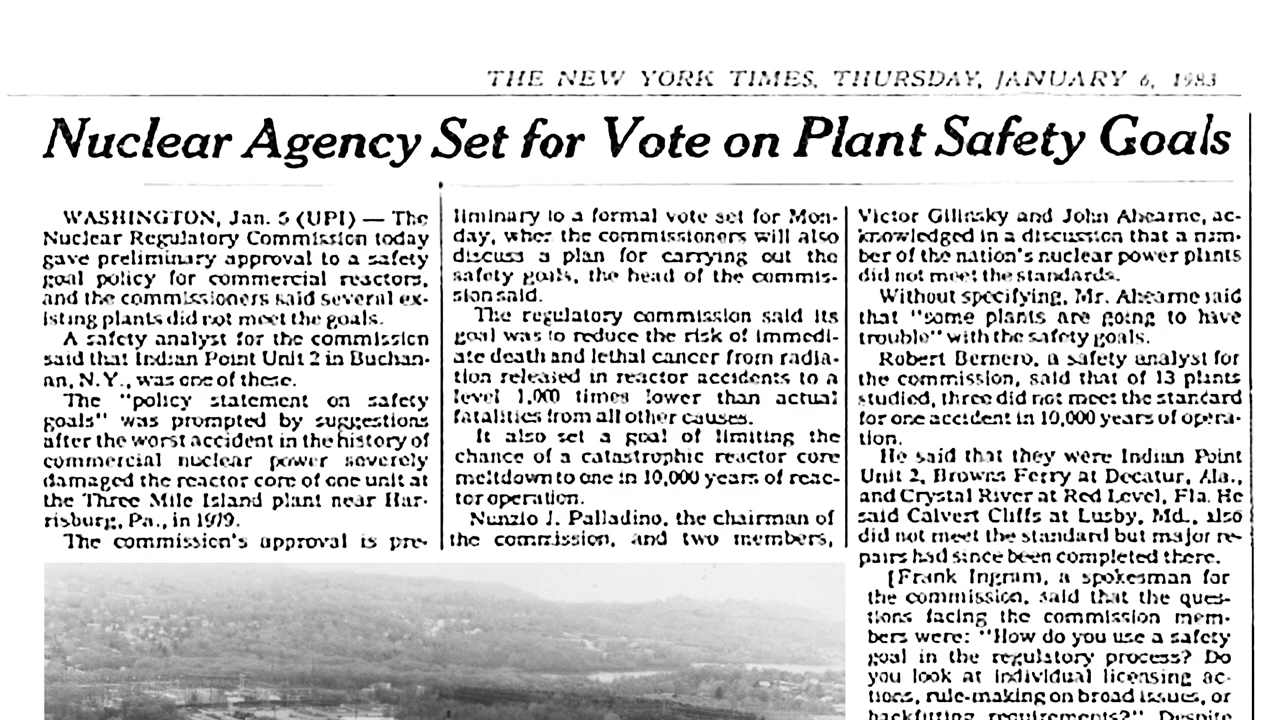 THE NEW YORK TIMES, THURSDAY, JANUARY 6, 1983
Nuclear Agency Set for Vote on Plant Safety Goals
WASHINGTON, Jan. 5 (UPI) — The
Nuclear Regulatory Commission today
gave preliminary approval to a safety
goal policy for commercial reactors,
and the commissioners said several ex-
isting plants did not meet the goals.
A safety analyst for the commission
said that Indian Point Unit 2 in Buchan-
an, N.Y., was one of these.
The "policy statement on safety
goals" was prompted by suggestions
after the worst accident in the history of
commercial nuclear power severely
damaged the reactor core of one unit at
the Three Mile Island plant near Har-
risburg, Pa., in 1979.
The commission's approval is pre-
liminary to a formal vote set for Mon-
day, when the commissioners will also
discuss a plan for carrying out the
safety goals, the head of the commis-
sion said.
The regulatory commission said its
goal was to reduce the risk of immedi-
ate death and lethal cancer from radia-
tion released in reactor accidents to a
level 1,000 times lower than actual
fatalities from all other causes.
It also set a goal of limiting the
chance of a catastrophic reactor core
meltdown to one in 10,000 years of reac-
tor operation.
Nunzio J. Palladino, the chairman of
the commission, and two members,
Victor Gilinsky and John Ahearne, ac-
knowledged in a discussion that a num-
ber of the nation's nuclear power plants
did not meet the standards.
Without specifying, Mr. Ahearne said
that "some plants are going to have
trouble" with the safety goals.
Robert Bernero, a safety analyst for
the commission, said that of 13 plants
studied, three did not meet the standard
for one accident in 10,000 years of opera-
tion.
He said that they were Indian Point
Unit 2, Browns Ferry at Decatur, Ala.,
and Crystal River at Red Level, Fla. He
said Calvert Cliffs at Lusby, Md., also
did not meet the standard but major re-
pairs had since been completed there.
[Frank Ingram, a spokesman for
the commission, said that the ques-
tions facing the commission mem-
bers were: "How do you use a safety
goal in the regulatory process? Do
you look at individual licensing ac-
tions, rule-making on broad issues, or
backfitting requirements?" Despite